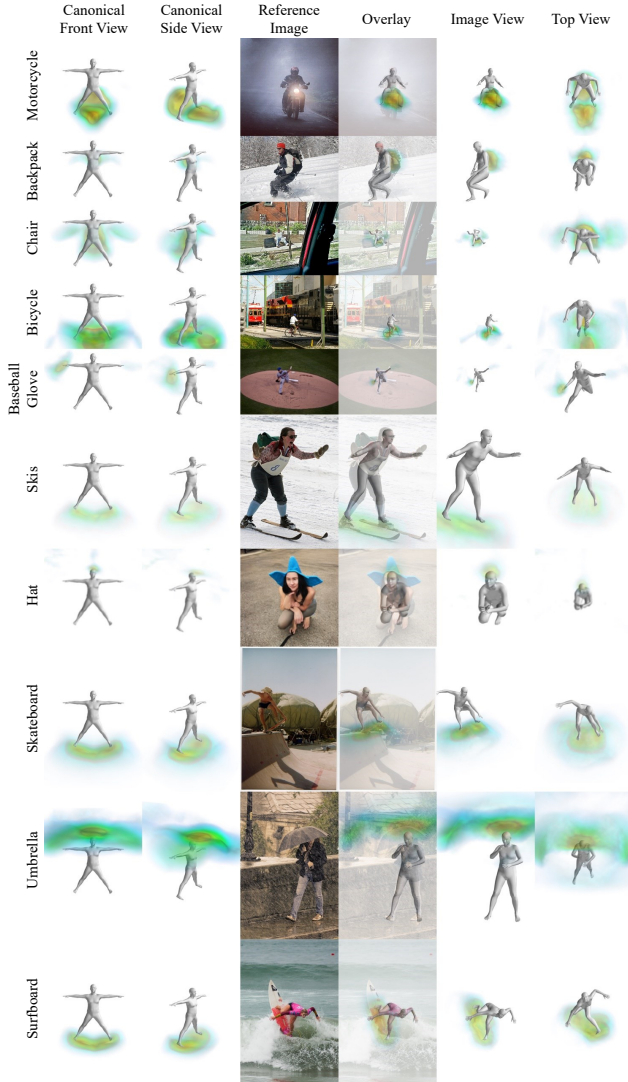 Canonical
Front View
Canonical
Side View
Reference
Image
Overlay
Image View
Top View
Motorcycle
Backpack
Chair
Bicycle
Baseball
Glove
Skis
Hat
Skateboard
Umbrella
Surfboard